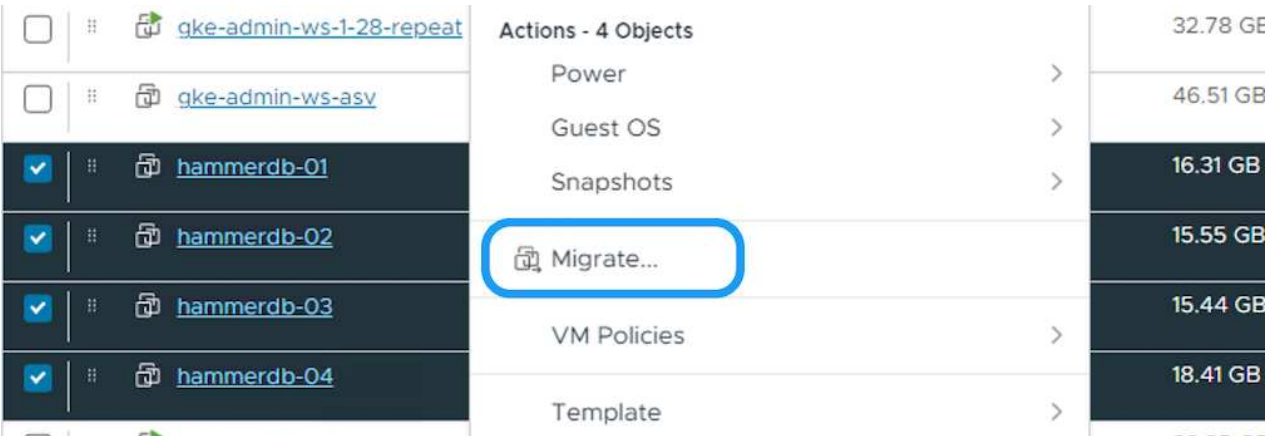 gke-admin-ws-1-28-repeat
gke-admin-ws-asv
hammerdb-01
hammerdb-02
hammerdb-03
hammerdb-04
Actions - 4 Objects
Power
Guest OS
Snapshots
Migrate...
VM Policies
Template
32.78 GB
46.51 GB
16.31 GB
15.55 GB
15.44 GB
18.41 GB